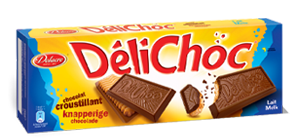 Delacre
DéliChoc
chocolat
croustillant
knapperige
chocolade
Lait
Melk